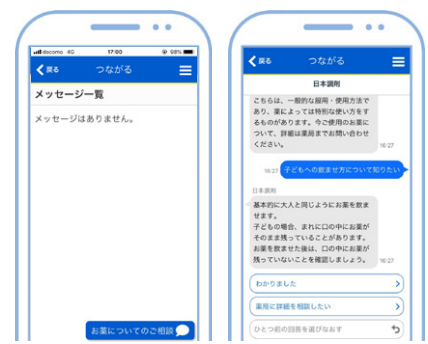 docomo 4G 17:00 98%
戻る つながる
メッセージ一覧
メッセージはありません。
お薬についてのご相談
戻る つながる
日本調剤
こちらは、一般的な服用・使用方法で
あり、薬によっては特別な使い方をす
るものがあります。今ご使用のお薬に
ついて、詳細は薬局までお問い合わせ
ください。
16:27
16:27 子どもへの飲ませ方について知りたい
日本調剤
基本的に大人と同じようにお薬を飲ま
せます。
子どもの場合、まれに口の中にお薬が
そのまま残っていることがあります。
お薬を飲ませた後は、口の中にお薬が
残っていないことを確認しましょう。
16:27
わかりました
薬局に詳細を相談したい
ひとつ前の回答を選びなおす